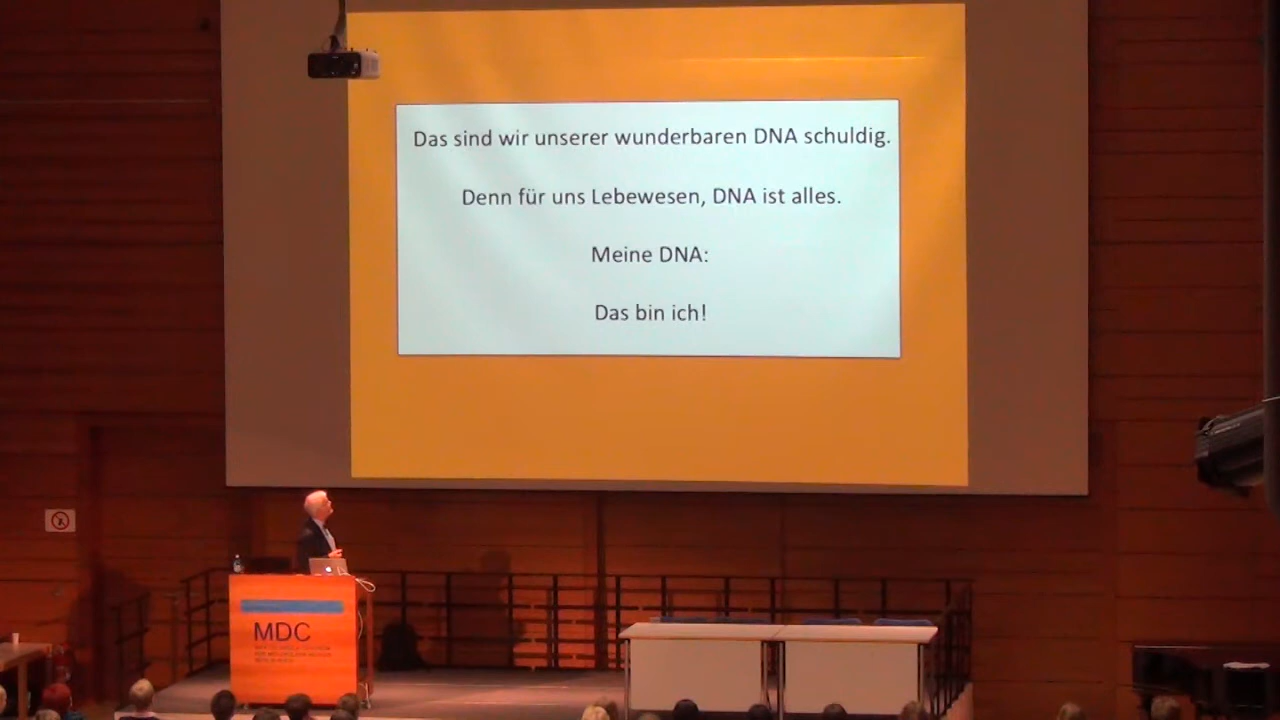 Das sind wir unserer wunderbaren DNA schuldig.
Denn für uns Lebewesen, DNA ist alles.
Meine DNA:
Das bin ich!
MDC